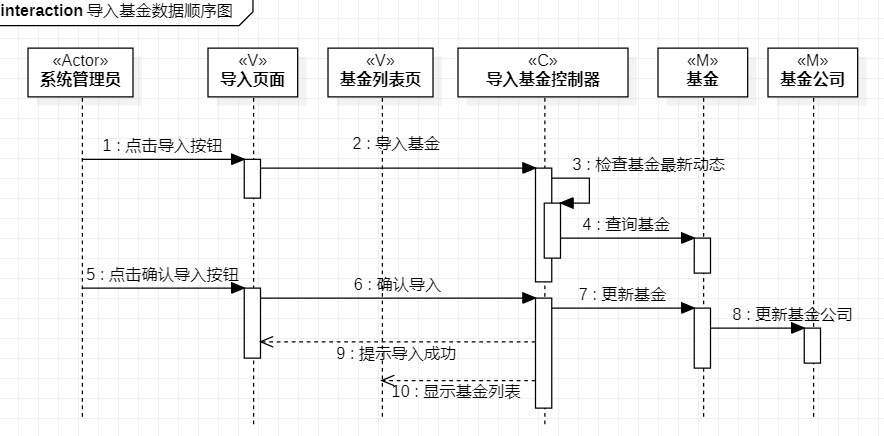 interaction 导入基金数据顺序图
«Actor»
系统管理员
«V»
导入页面
«V»
基金列表页
«C»
导入基金控制器
«M»
基金
«M»
基金公司
1 : 点击导入按钮
2 : 导入基金
3 : 检查基金最新动态
4 : 查询基金
5 : 点击确认导入按钮
6 : 确认导入
7 : 更新基金
8 : 更新基金公司
9 : 提示导入成功
10 : 显示基金列表